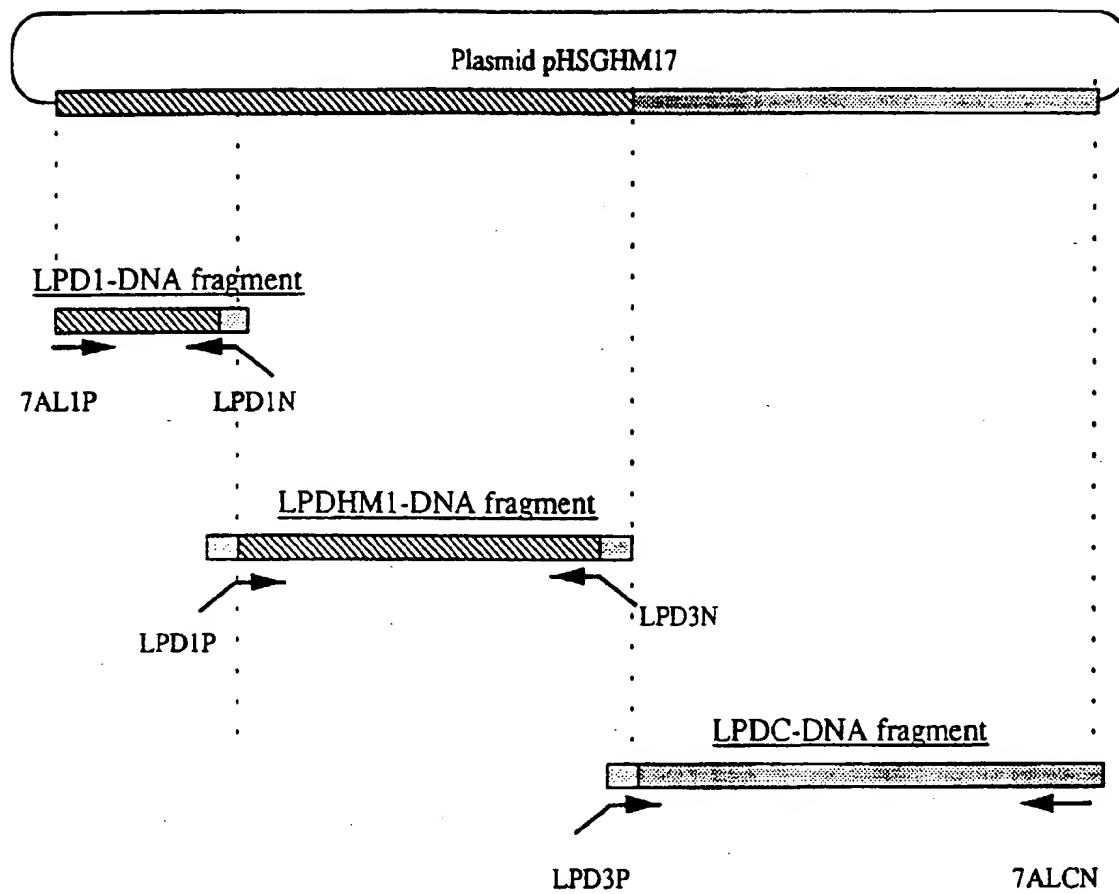 Plasmid pHSGHM17
LPD1-DNA fragment
7AL1P
LPD1N
LPDHM1-DNA fragment
LPD1P
LPD3N
LPDC-DNA fragment
LPD3P
7ALCN